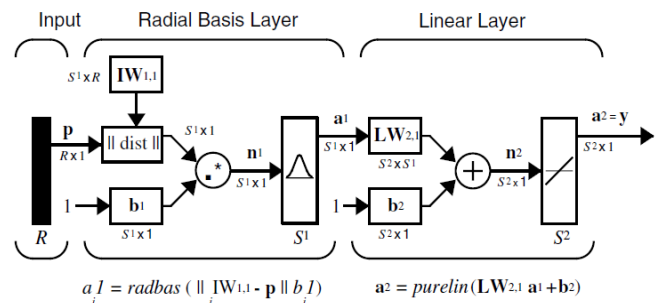 Input Radial Basis Layer Linear Layer
S1xR IW1,1
p a1 a2 = y
|| dist || S1x1 LW2,1
Rx1 n1 S1x1 n2 S2x1
.* S2xS1 +
S1x1 S2x1
1 b1 1 b2
R S1x1 S1 S2x1 S2
ai1 = radbas ( || iIW1,1 - p || bi1) a2 = purelin(LW2,1 a1 +b2)